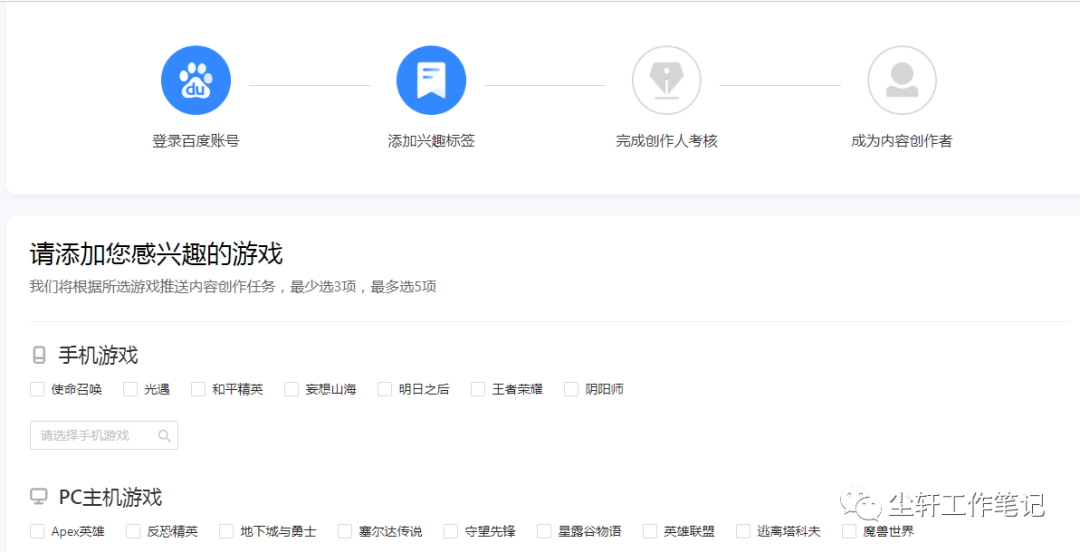 du
登录百度账号 添加兴趣标签 完成创作人考核 成为内容创作者
请添加您感兴趣的游戏
我们将根据所选游戏推送内容创作任务，最少选3项，最多选5项
手机游戏
使命召唤 光遇 和平精英 妄想山海 明日之后 王者荣耀 阴阳师
请选择手机游戏
PC主机游戏
尘轩工作笔记
Apex英雄 反恐精英 地下城与勇士 塞尔达传说 守望先锋 星露谷物语 英雄联盟 逃离塔科夫 魔兽世界